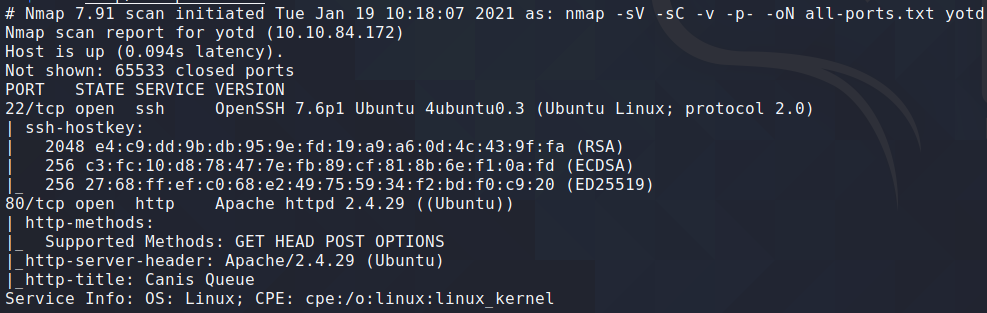 # Nmap 7.91 scan initiated Tue Jan 19 10:18:07 2021 as: nmap -sV -sC -v -p- -oN all-ports.txt yotd
Nmap scan report for yotd (10.10.84.172)
Host is up (0.094s latency).
Not shown: 65533 closed ports
PORT   STATE SERVICE VERSION
22/tcp open  ssh     OpenSSH 7.6p1 Ubuntu 4ubuntu0.3 (Ubuntu Linux; protocol 2.0)
| ssh-hostkey:
|   2048 e4:c9:dd:9b:db:95:9e:fd:19:a9:a6:0d:4c:43:9f:fa (RSA)
|   256 c3:fc:10:d8:78:47:7e:fb:89:cf:81:8b:6e:f1:0a:fd (ECDSA)
|_  256 27:68:ff:ef:c0:68:e2:49:75:59:34:f2:bd:f0:c9:20 (ED25519)
80/tcp open  http    Apache httpd 2.4.29 ((Ubuntu))
| http-methods:
|_  Supported Methods: GET HEAD POST OPTIONS
|_http-server-header: Apache/2.4.29 (Ubuntu)
|_http-title: Canis Queue
Service Info: OS: Linux; CPE: cpe:/o:linux:linux_kernel